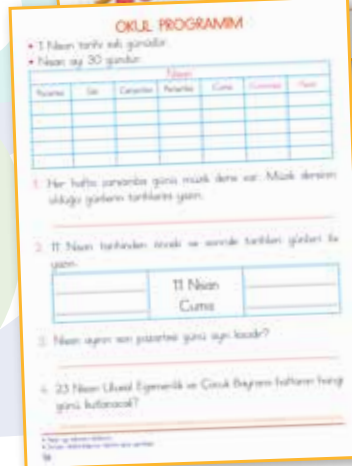 OKUL PROGRAMIM
• 1 Nisan tarihi salı günüdür.
• Nisan ayı 30 gündür.
Nisan
Pazartesi Salı Çarşamba Perşembe Cuma Cumartesi Pazar
1. Her hafta çarşamba günü müzik dersi var. Müzik dersinin
olduğu günlerin tarihlerini yazın.
2. 11 Nisan tarihinden önceki ve sonraki tarihleri günleri ile
yazın.
11 Nisan
Cuma
3. Nisan ayının son pazartesi günü ayın kaçıdır?
4. 23 Nisan Ulusal Egemenlik ve Çocuk Bayramı haftanın hangi
günü kutlanacak?